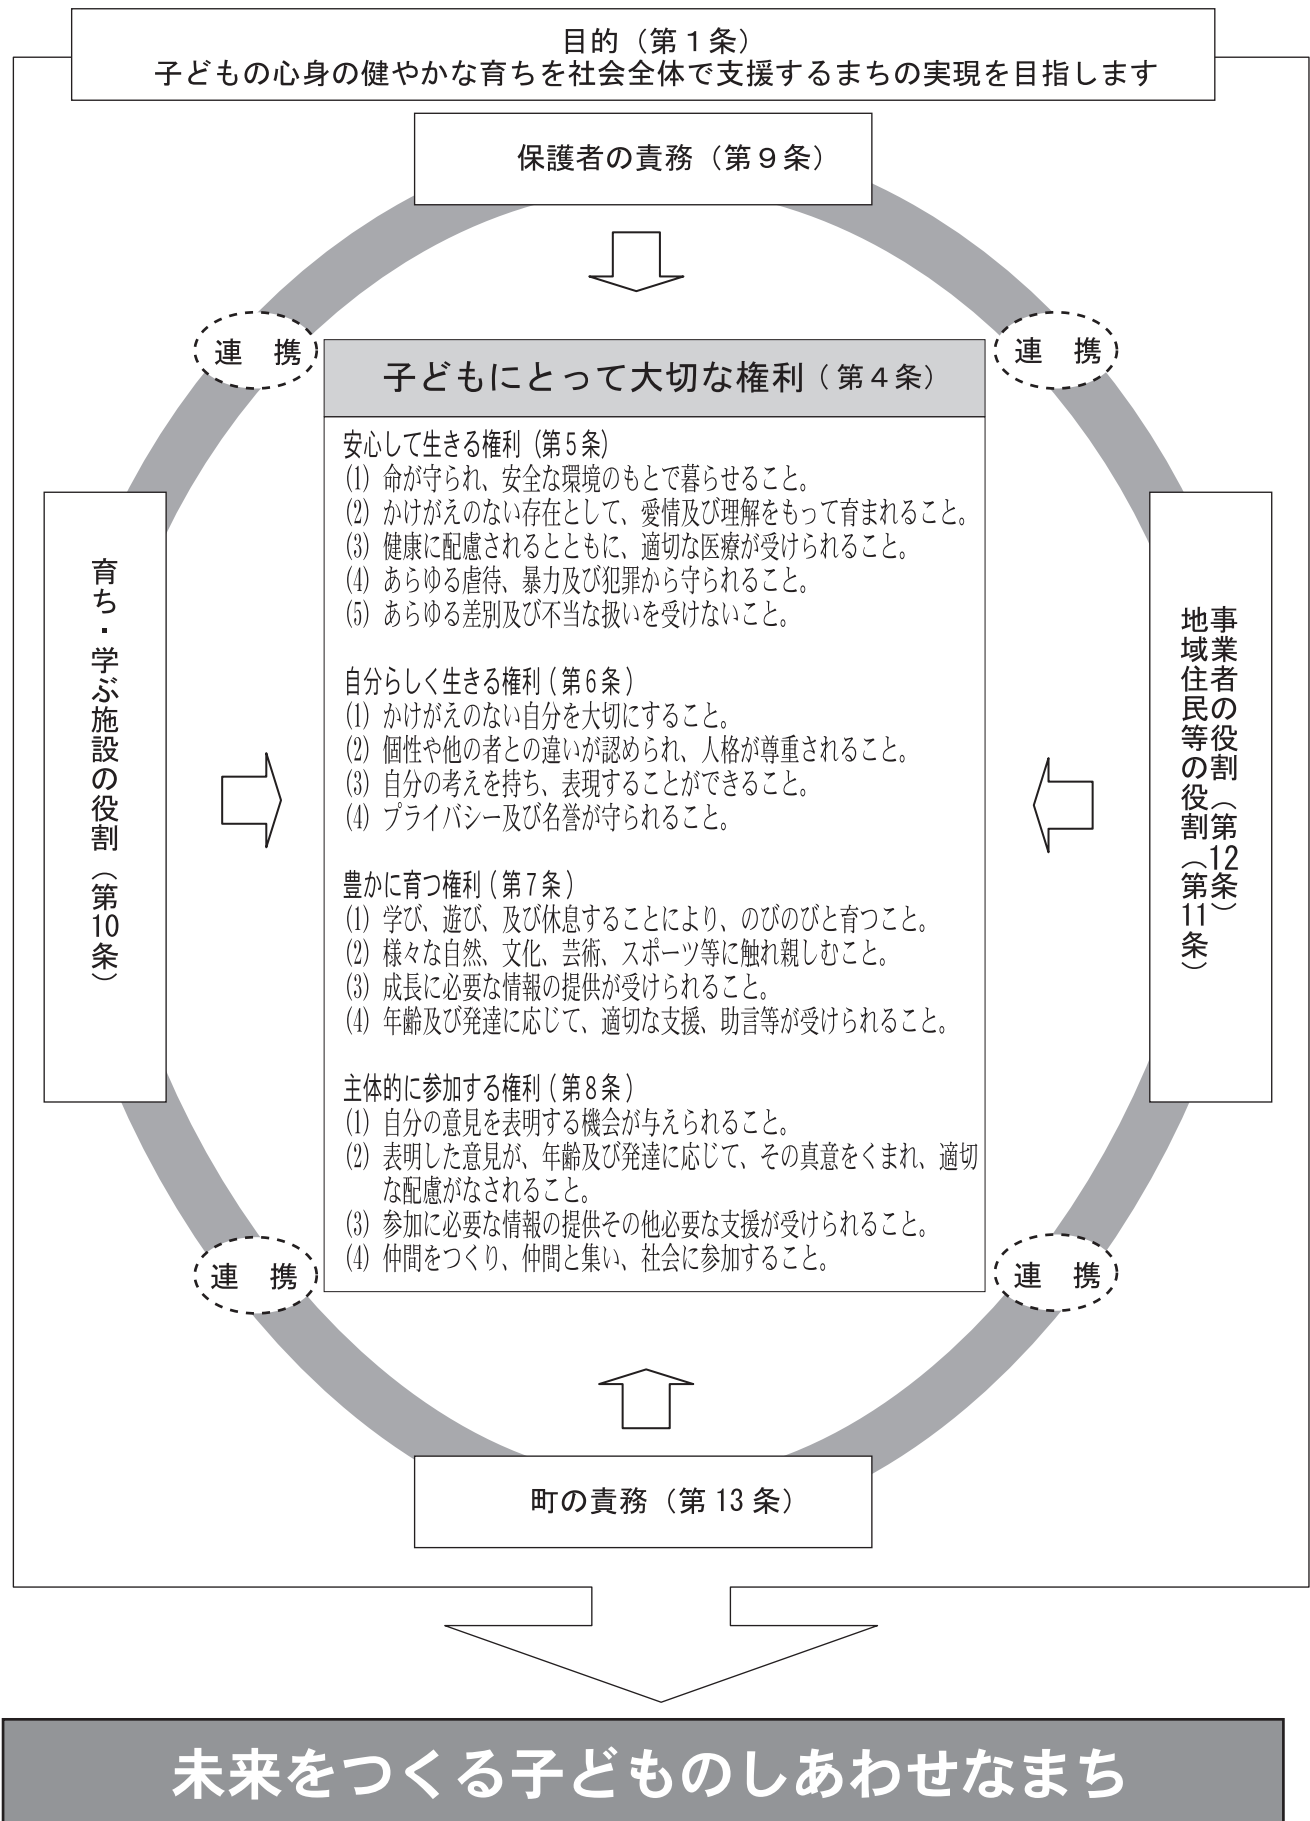 目的（第１条）
子どもの心身の健やかな育ちを社会全体で支援するまちの実現を目指します
保護者の責務（第９条）
連　携
連　携
子どもにとって大切な権利（第４条）
安心して生きる権利（第5条）
(1) 命が守られ、安全な環境のもとで暮らせること。
(2) かけがえのない存在として、愛情及び理解をもって育まれること。
(3) 健康に配慮されるとともに、適切な医療が受けられること。
(4) あらゆる虐待、暴力及び犯罪から守られること。
(5) あらゆる差別及び不当な扱いを受けないこと。
自分らしく生きる権利（第6条）
(1) かけがえのない自分を大切にすること。
(2) 個性や他の者との違いが認められ、人格が尊重されること。
(3) 自分の考えを持ち、表現することができること。
(4) プライバシー及び名誉が守られること。
豊かに育つ権利（第7条）
(1) 学び、遊び、及び休息することにより、のびのびと育つこと。
(2) 様々な自然、文化、芸術、スポーツ等に触れ親しむこと。
(3) 成長に必要な情報の提供が受けられること。
(4) 年齢及び発達に応じて、適切な支援、助言等が受けられること。
主体的に参加する権利（第8条）
(1) 自分の意見を表明する機会が与えられること。
(2) 表明した意見が、年齢及び発達に応じて、その真意をくまれ、適切
な配慮がなされること。
(3) 参加に必要な情報の提供その他必要な支援が受けられること。
(4) 仲間をつくり、仲間と集い、社会に参加すること。
育ち・学ぶ施設の役割（第10条）
事業者の役割（第12条）
地域住民等の役割（第11条）
連　携
連　携
町の責務（第 13 条）
未来をつくる子どものしあわせなまち